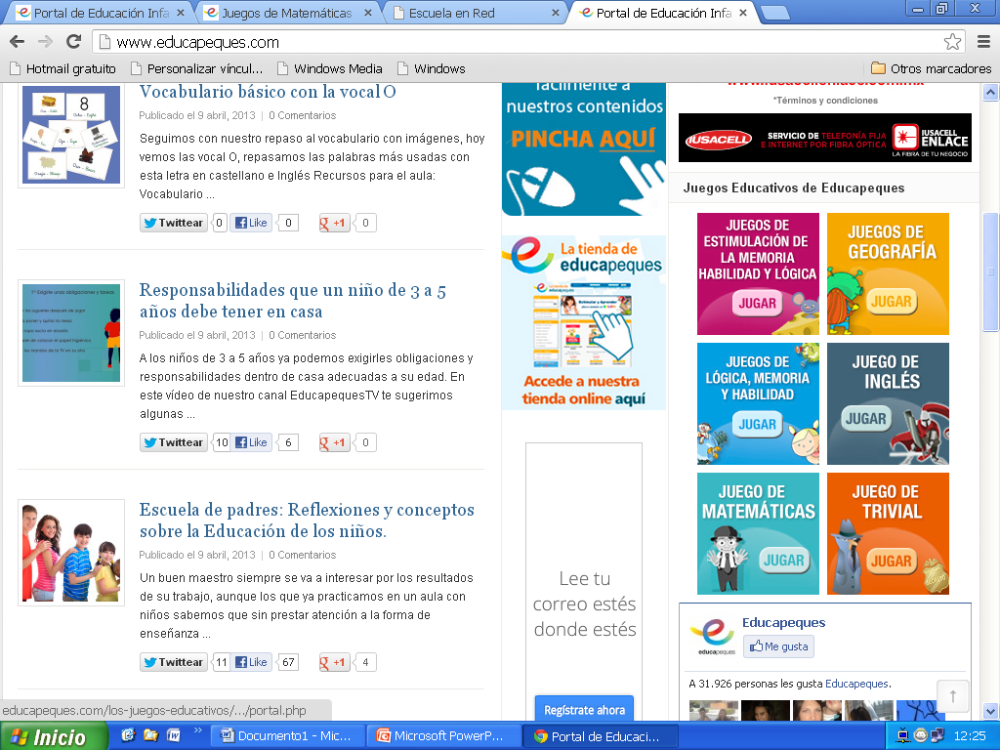 Portal de Educación Infa
Juegos de Matemáticas
Escuela en Red
Portal de Educación Infa
www.educapeques.com
Hotmail gratuito
Personalizar víncul...
Windows Media
Windows
Otros marcadores
8
Vocabulario básico con la vocal O
Publicado el 9 abril, 2013 | 0 Comentarios
Seguimos con nuestro repaso al vocabulario con imágenes, hoy
vemos las vocal O, repasamos las palabras más usadas con
esta letra en castellano e Inglés Recursos para el aula:
Vocabulario ...
Twittear 0 Like 0 +1 0
Responsabilidades que un niño de 3 a 5
años debe tener en casa
Publicado el 9 abril, 2013 | 0 Comentarios
A los niños de 3 a 5 años ya podemos exigirles obligaciones y
responsabilidades dentro de casa adecuadas a su edad. En
este vídeo de nuestro canal EducapequesTV te sugerimos
algunas ...
Twittear 10 Like 6 +1 0
Escuela de padres: Reflexiones y conceptos
sobre la Educación de los niños.
Publicado el 9 abril, 2013 | 0 Comentarios
Un buen maestro siempre se va a interesar por los resultados
de su trabajo, aunque los que ya practicamos en un aula con
niños sabemos que sin prestar atención a la forma de
enseñanza ...
Twittear 11 Like 67 +1 4
fácilmente a
nuestros contenidos
PINCHA AQUÍ
La tienda de
educapeques
Accede a nuestra
tienda online aquí
Lee tu
correo estés
donde estés
Regístrate ahora
*Términos y condiciones
IUSACELL
SERVICIO DE TELEFONÍA FIJA
E INTERNET POR FIBRA ÓPTICA
IUSACELL
ENLACE
LA FIBRA DE TU NEGOCIO
Juegos Educativos de Educapeques
JUEGOS DE
ESTIMULACIÓN DE
LA MEMORIA
HABILIDAD Y LÓGICA
JUGAR
JUEGOS DE
GEOGRAFÍA
JUGAR
JUEGOS DE
LÓGICA, MEMORIA
Y HABILIDAD
JUGAR
JUEGO DE
INGLÉS
JUGAR
JUEGO DE
MATEMÁTICAS
JUGAR
JUEGO DE
TRIVIAL
JUGAR
educapeques
Educapeques
Me gusta
A 31.926 personas les gusta Educapeques.
educapeques.com/los-juegos-educativos/.../portal.php
Inicio
Documento1 - Mic...
Microsoft PowerP...
Portal de Educaci...
12:25